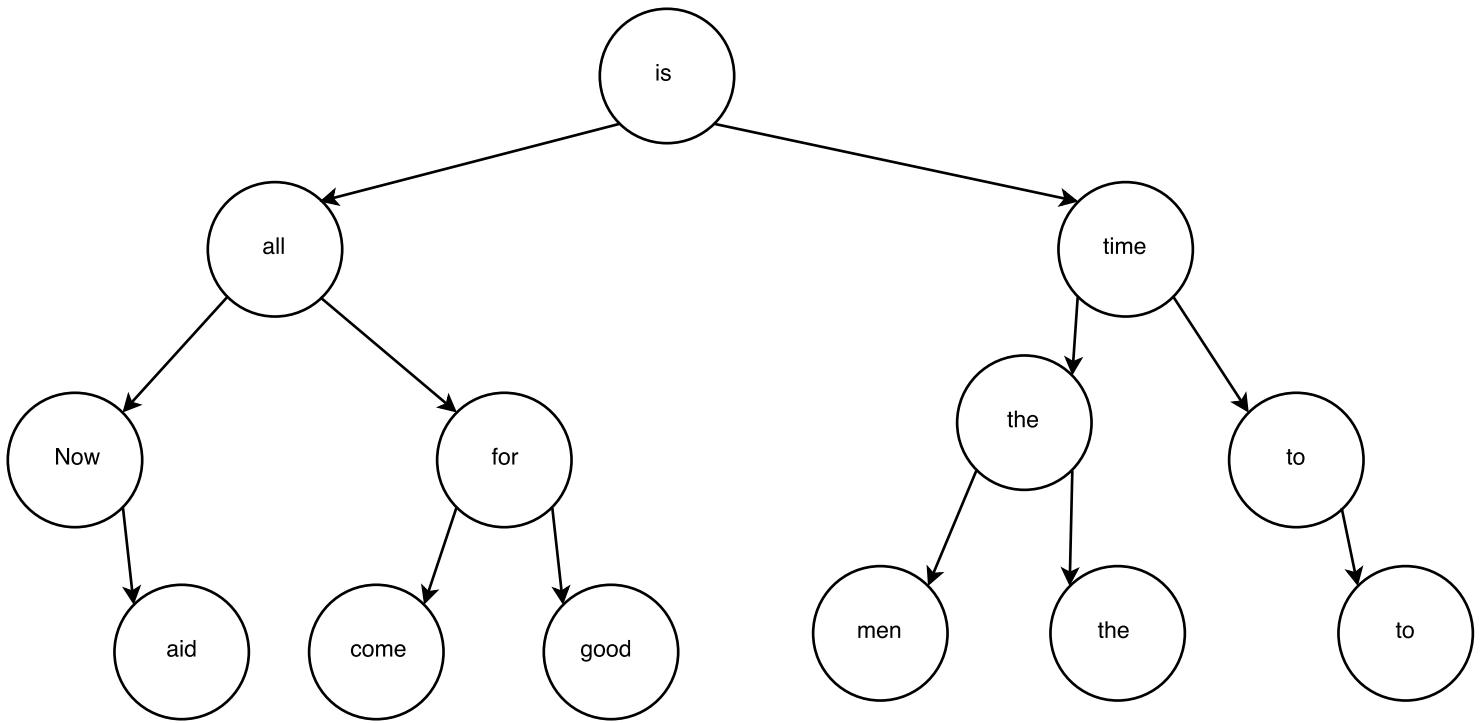 is
all
time
Now
for
the
to
aid
come
good
men
the
to